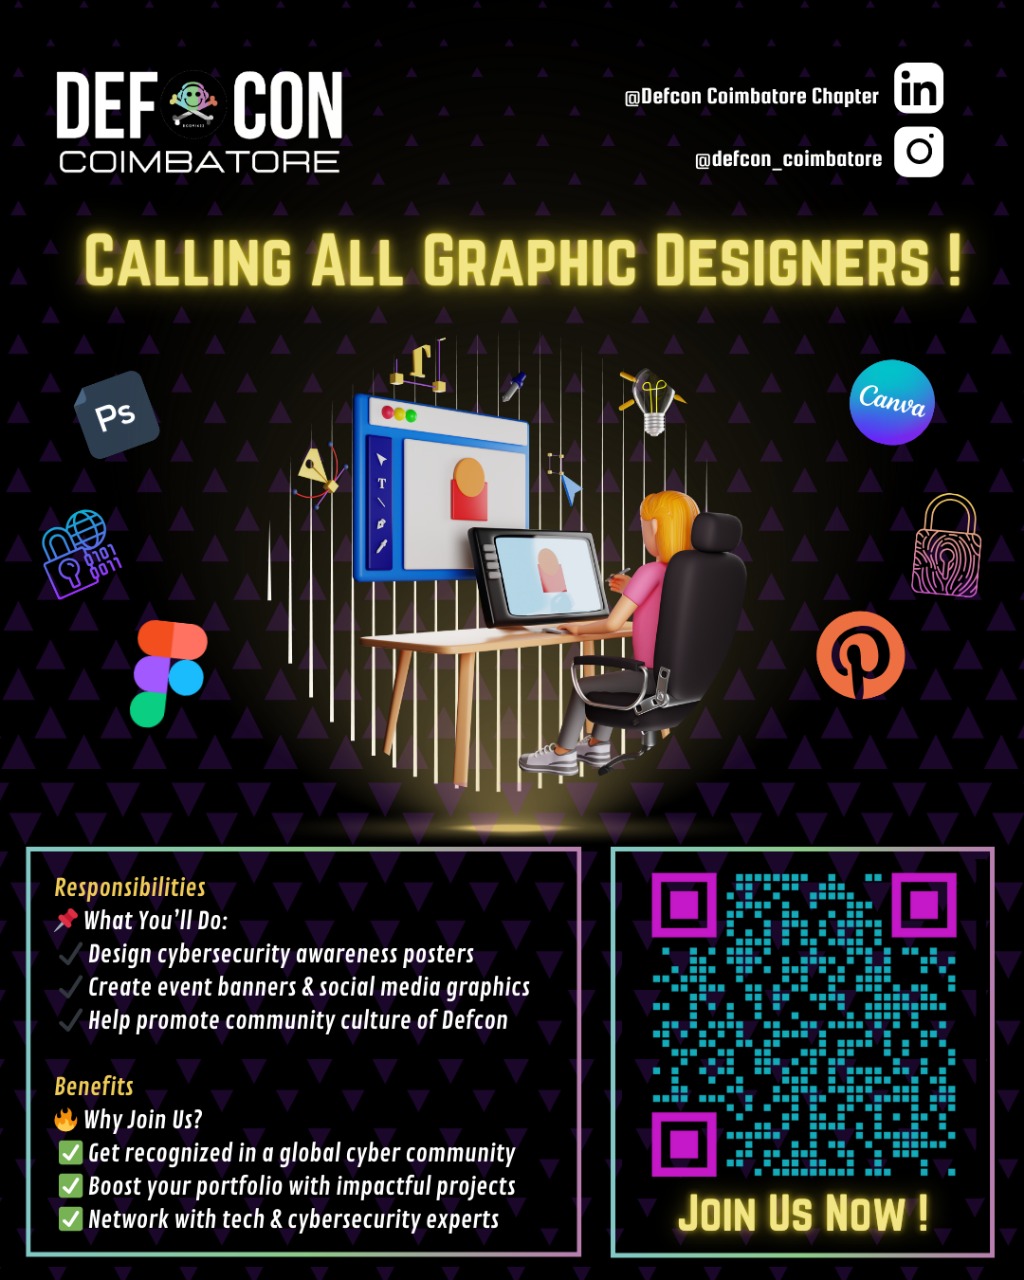 DEF CON
COIMBATORE
@Defcon Coimbatore Chapter
in
@defcon_coimbatore
Calling All Graphic Designers !
T
Ps
Canva
T
0101
0011
Responsibilities
📌 What You'll Do:
✔ Design cybersecurity awareness posters
✔ Create event banners & social media graphics
✔ Help promote community culture of Defcon
Benefits
🔥 Why Join Us?
✅ Get recognized in a global cyber community
✅ Boost your portfolio with impactful projects
✅ Network with tech & cybersecurity experts
Join Us Now !